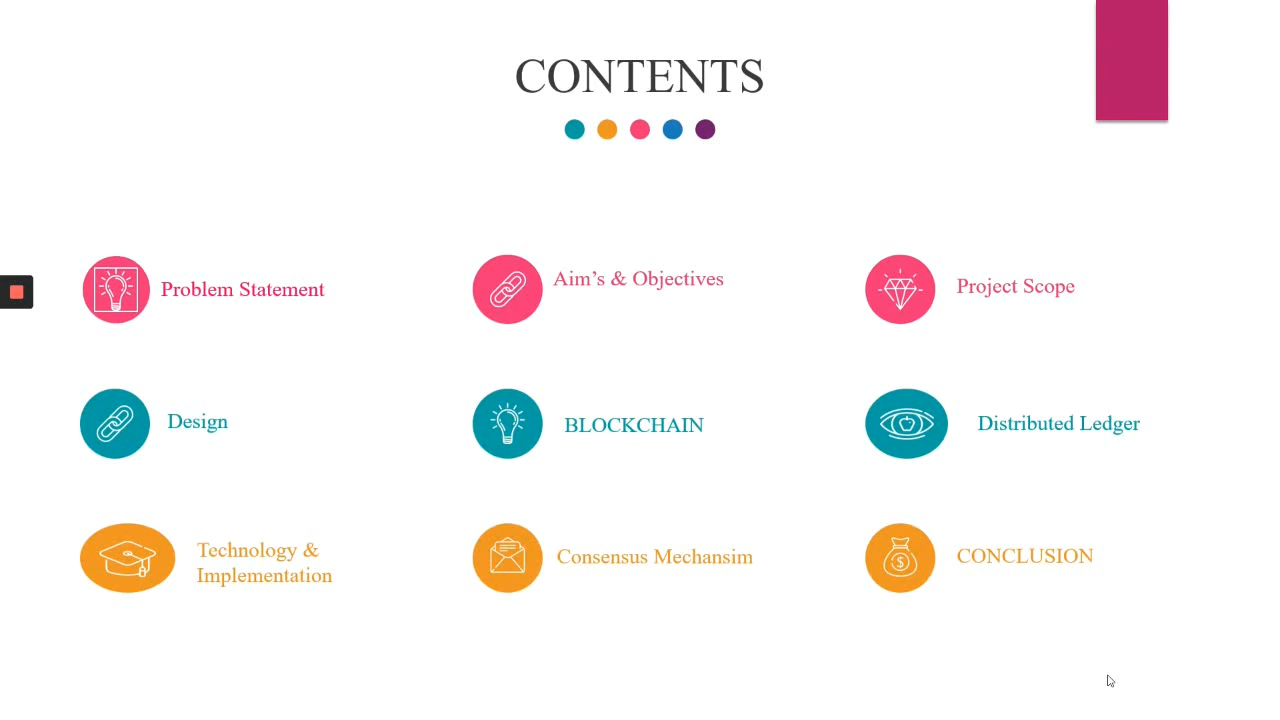 CONTENTS
Problem Statement
Aim’s & Objectives
Project Scope
Design
BLOCKCHAIN
Distributed Ledger
Technology &
Implementation
Consensus Mechansim
CONCLUSION
$